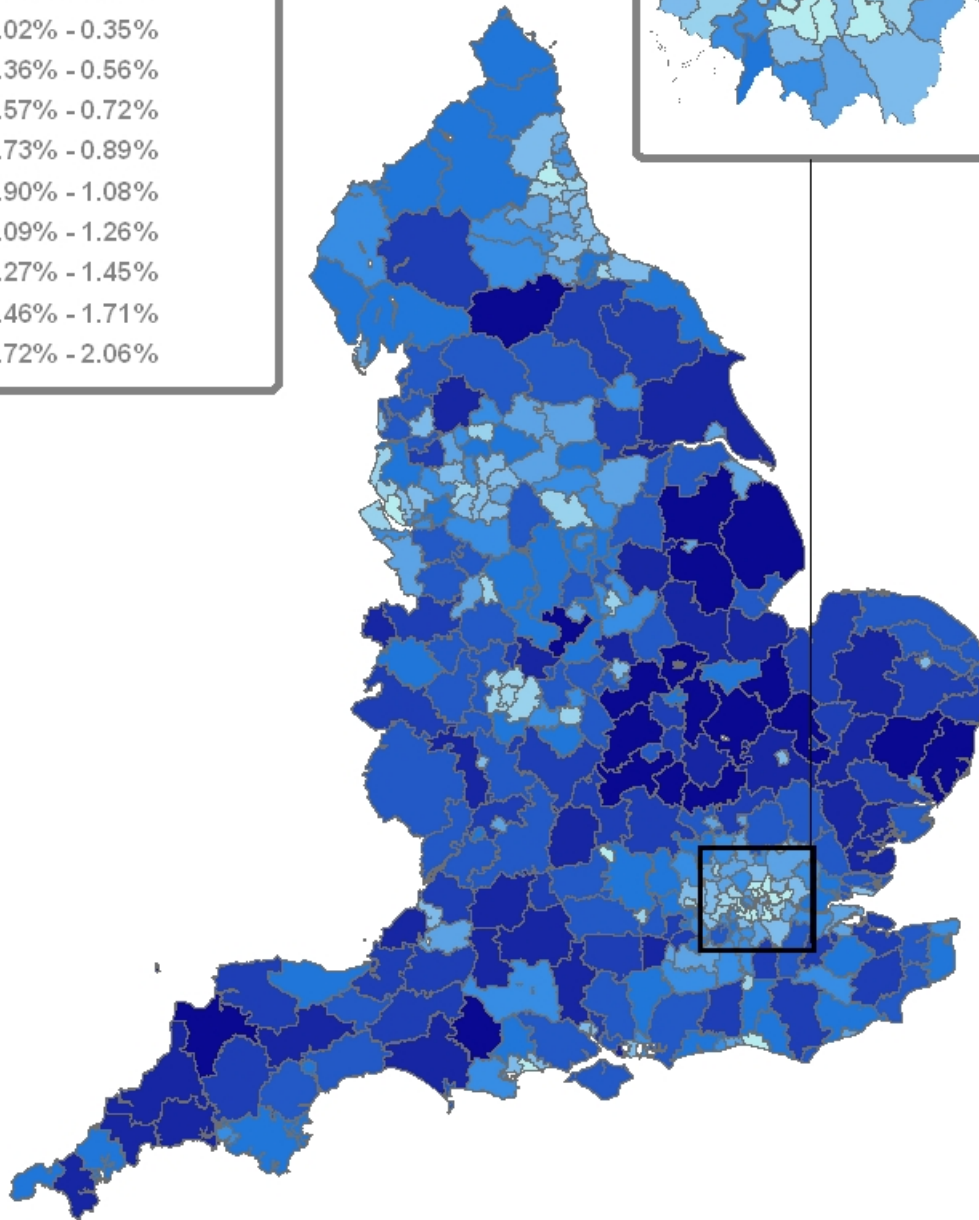 .02% - 0.35%
.36% - 0.56%
.57% - 0.72%
.73% - 0.89%
.90% - 1.08%
.09% - 1.26%
.27% - 1.45%
.46% - 1.71%
.72% - 2.06%